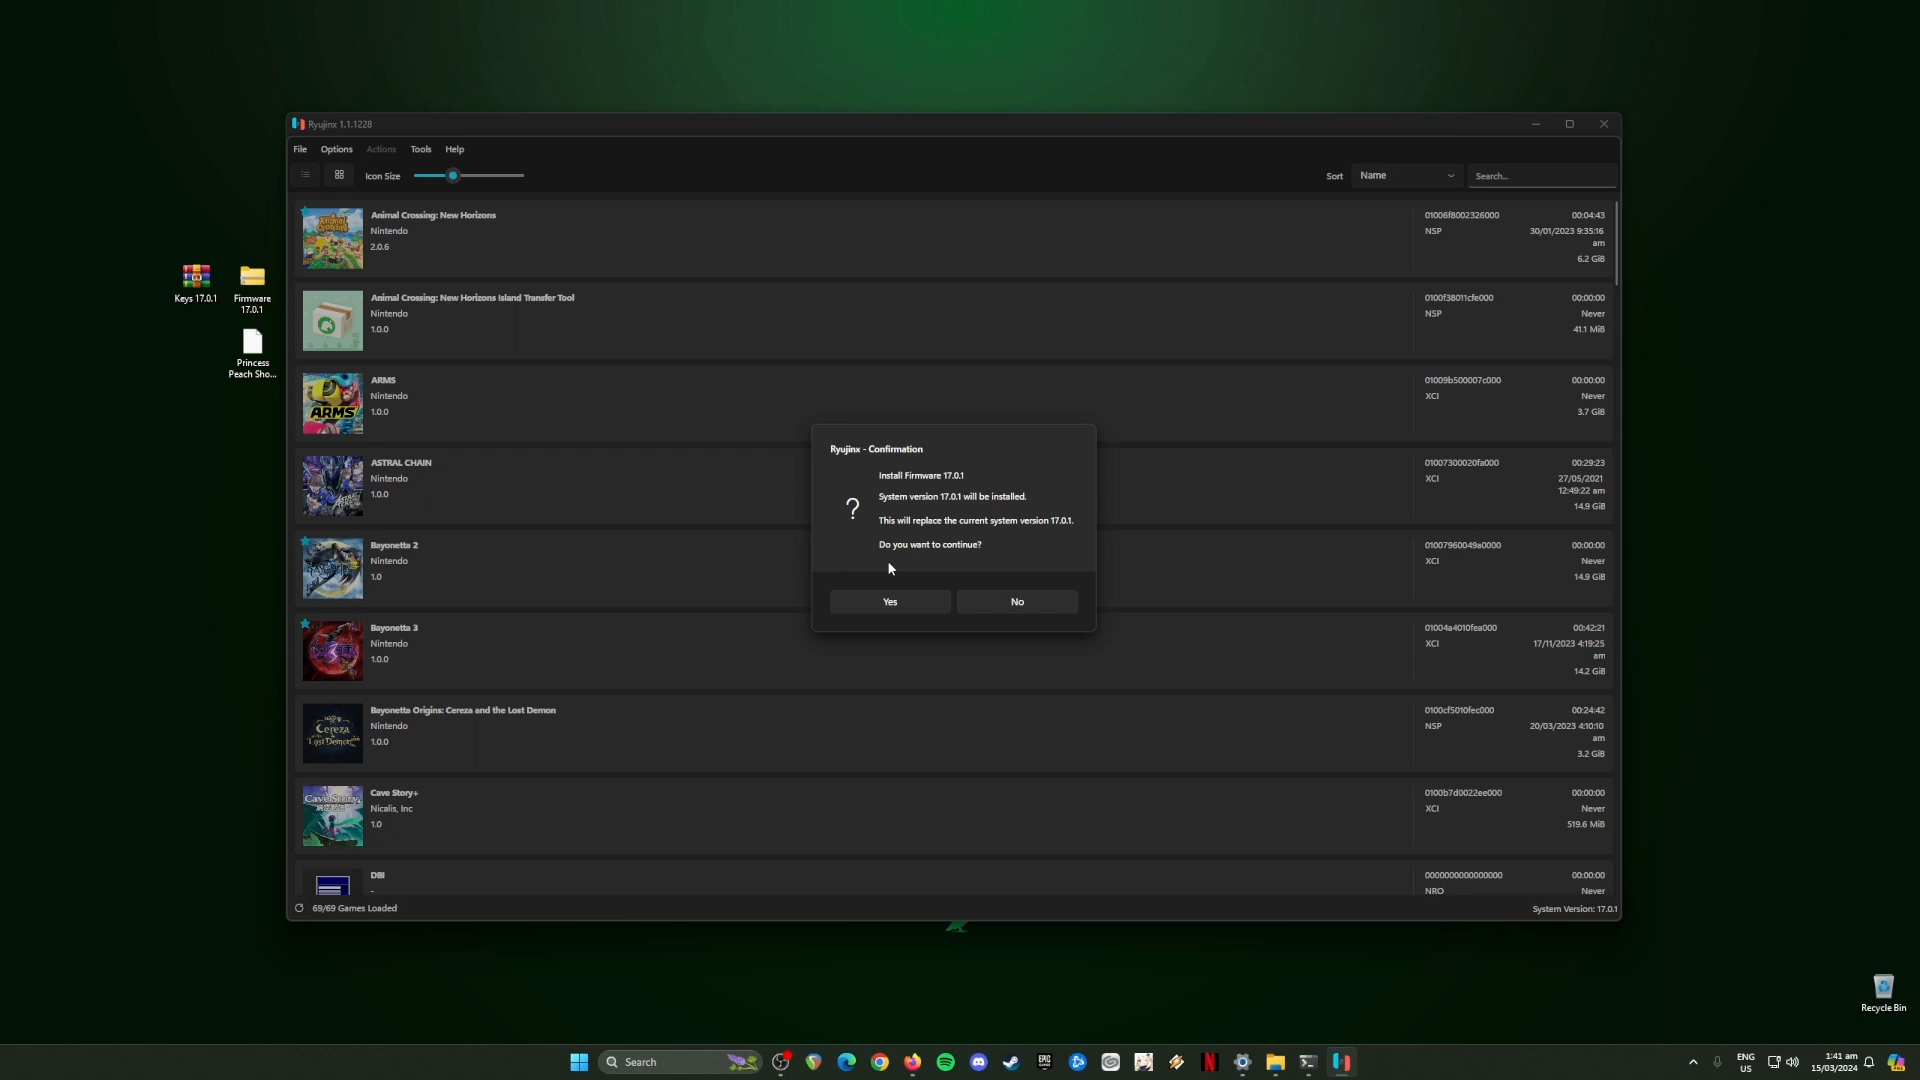 Ryujinx 1.1.1228
File Options Actions Tools Help
Icon Size
Sort Name Search...
Animal Crossing: New Horizons
Nintendo
2.0.6
01006f8002326000 00:04:43
NSP 30/01/2023 9:35:16
am
6.2 GiB
Animal Crossing: New Horizons Island Transfer Tool
Nintendo
1.0.0
0100f38011cfe000 00:00:00
NSP Never
41.1 MiB
ARMS
Nintendo
1.0.0
01009b500007c000 00:00:00
XCI Never
3.7 GiB
ASTRAL CHAIN
Nintendo
1.0.0
01007300020fa000 00:29:23
XCI 27/05/2021
12:49:22 am
14.9 GiB
Bayonetta 2
Nintendo
1.0
01007960049a0000 00:00:00
XCI Never
14.9 GiB
Bayonetta 3
Nintendo
1.0.0
01004a4010fea000 00:42:21
XCI 17/11/2023 4:19:25
am
14.2 GiB
Bayonetta Origins: Cereza and the Lost Demon
Nintendo
1.0.0
0100cf5010fec000 00:24:42
NSP 20/03/2023 4:10:10
am
3.2 GiB
Cave Story+
Nicalis, Inc
1.0
0100b7d0022ee000 00:00:00
XCI Never
519.6 MiB
DBI
-
0000000000000000 00:00:00
NRO Never
69/69 Games Loaded
System Version: 17.0.1
Ryujinx - Confirmation
Install Firmware 17.0.1
System version 17.0.1 will be installed.
This will replace the current system version 17.0.1.
Do you want to continue?
Yes No
Keys 17.0.1
Firmware
17.0.1
Princess
Peach Sho...
ARMS
Cave Story
Cereza
Lost Demon
Recycle Bin
Search
EPIC
GAMES
ENG
US
1:41 am
15/03/2024